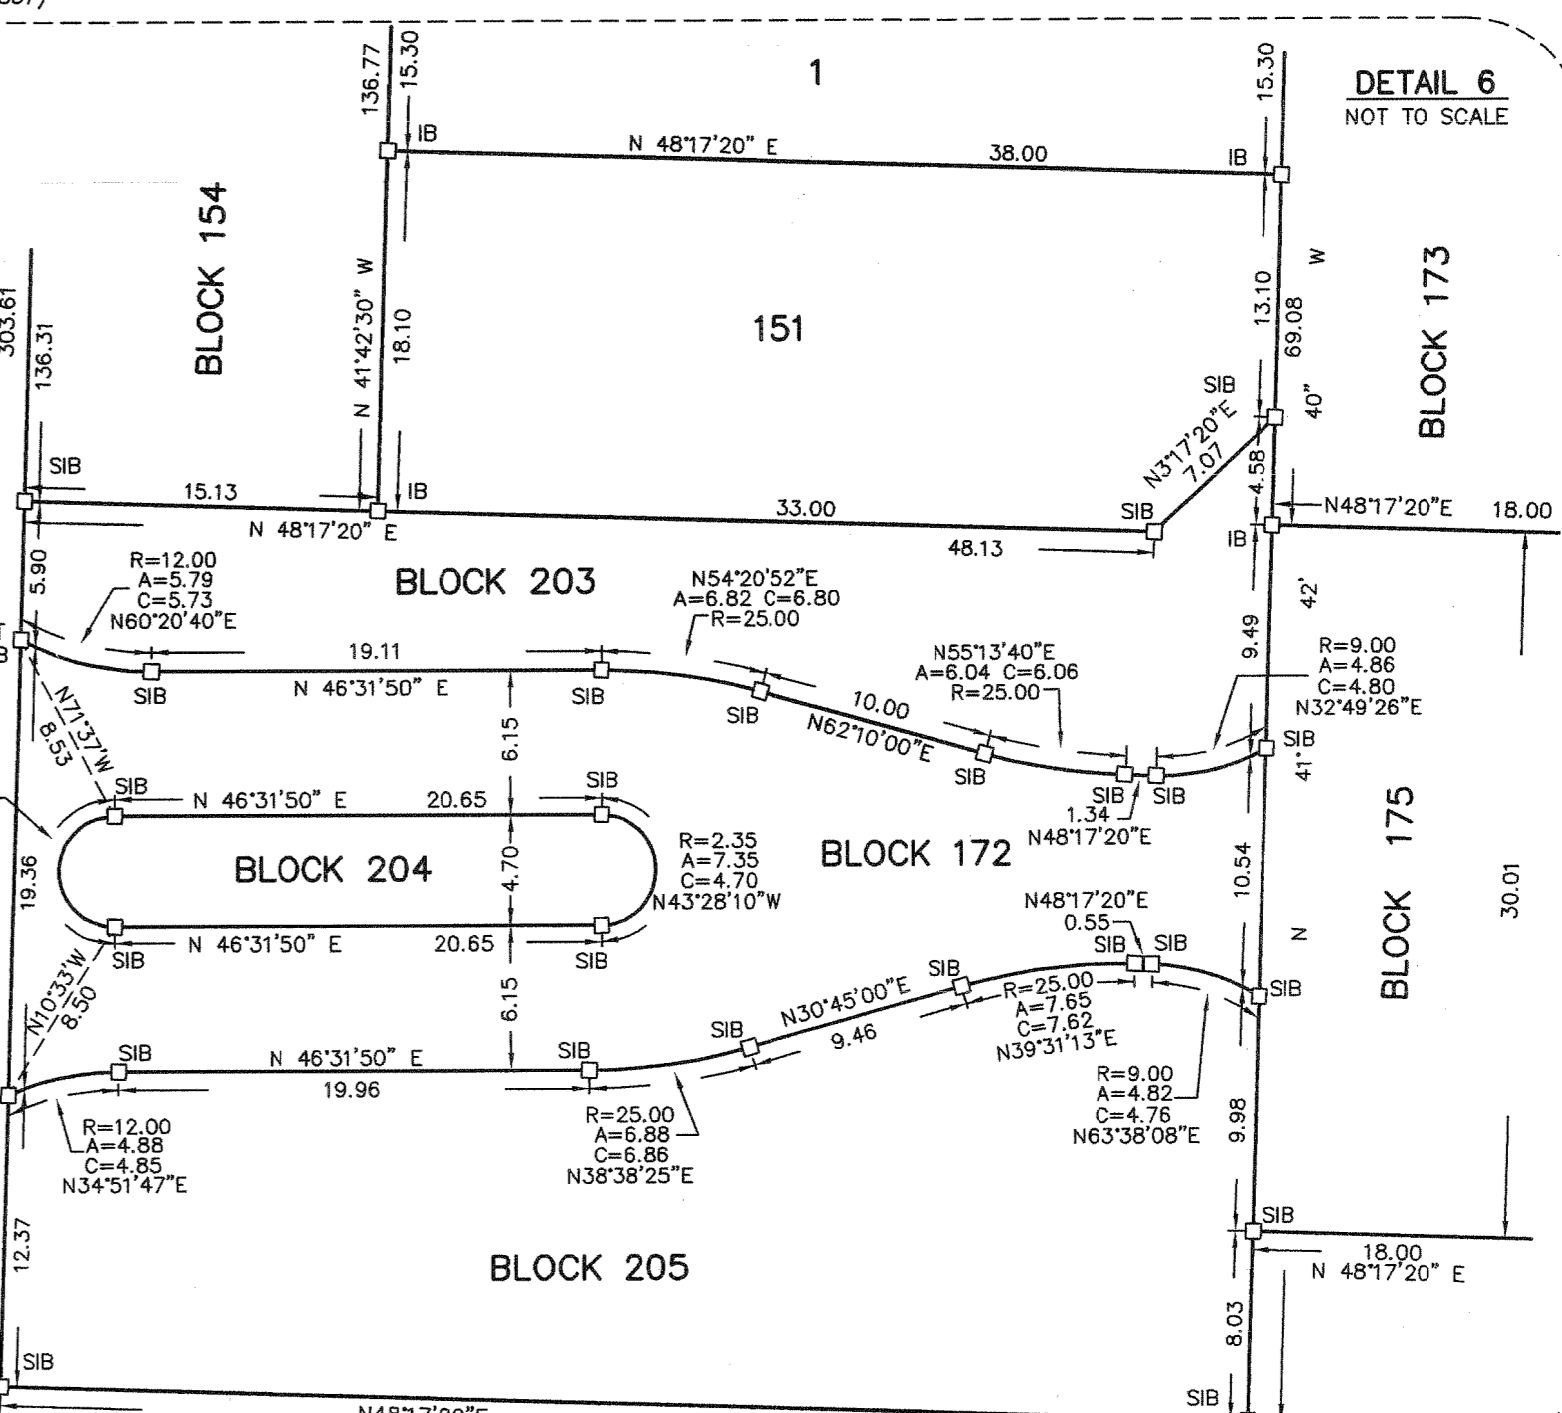 136.77
15.30
1
15.30
DETAIL 6
NOT TO SCALE
IB
N 48°17'20" E
38.00
IB
BLOCK 154
N 41°42'30" W
18.10
151
13.10
69.08
W
BLOCK 173
303.61
136.31
SIB
40"
N3°17'20"E
7.07
4.58
SIB
15.13
IB
33.00
SIB
N48°17'20"E
18.00
N 48°17'20" E
48.13
IB
5.90
R=12.00
A=5.79
C=5.73
N60°20'40"E
BLOCK 203
N54°20'52"E
A=6.82 C=6.80
R=25.00
42'
9.49
19.11
N 46°31'50" E
SIB
SIB
SIB
10.00
N62°10'00"E
N55°13'40"E
A=6.04 C=6.06
R=25.00
R=9.00
A=4.86
C=4.80
N32°49'26"E
SIB
41°
N71°37'W
8.53
6.15
SIB
SIB
SIB
SIB
SIB
N 46°31'50" E
20.65
1.34
N48°17'20"E
BLOCK 204
4.70
R=2.35
A=7.35
C=4.70
N43°28'10"W
BLOCK 172
10.54
BLOCK 175
30.01
19.36
N48°17'20"E
0.55
N
N 46°31'50" E
20.65
SIB
SIB
SIB
SIB
SIB
SIB
N10°33'W
8.50
6.15
N30°45'00"E
9.46
R=25.00
A=7.65
C=7.62
N39°31'13"E
SIB
SIB
SIB
N 46°31'50" E
19.96
R=12.00
A=4.88
C=4.85
N34°51'47"E
R=25.00
A=6.88
C=6.86
N38°38'25"E
R=9.00
A=4.82
C=4.76
N63°38'08"E
9.98
SIB
12.37
BLOCK 205
18.00
N 48°17'20" E
8.03
SIB
SIB